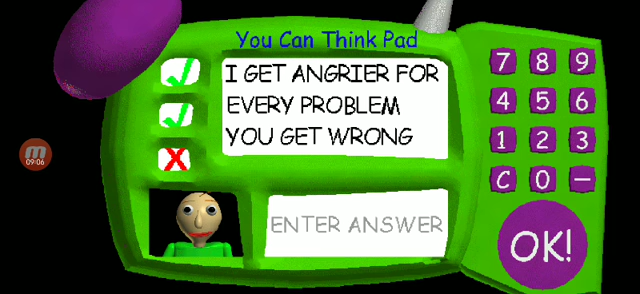 You Can Think Pad
I GET ANGRIER FOR
EVERY PROBLEM
YOU GET WRONG
ENTER ANSWER
7 8 9
4 5 6
1 2 3
C 0 –
OK!
M
09:06